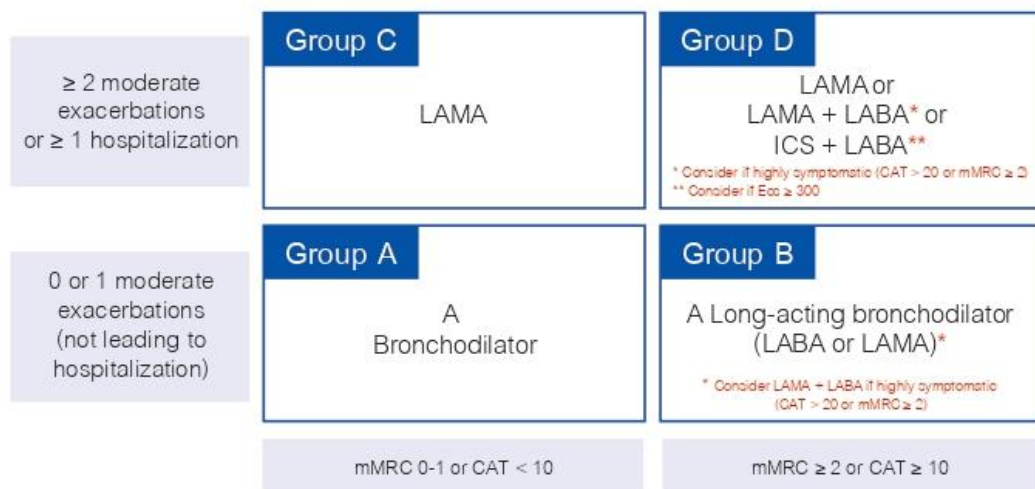 ≥ 2 moderate
exacerbations
or ≥ 1 hospitalization
Group C
LAMA
Group D
LAMA or
LAMA + LABA* or
ICS + LABA**
* Consider if highly symptomatic (CAT > 20 or mMRC ≥ 2)
** Consider if Eos ≥ 300
0 or 1 moderate
exacerbations
(not leading to
hospitalization)
Group A
A
Bronchodilator
Group B
A Long-acting bronchodilator
(LABA or LAMA)*
* Consider LAMA + LABA if highly symptomatic
(CAT > 20 or mMRC ≥ 2)
mMRC 0-1 or CAT < 10
mMRC ≥ 2 or CAT ≥ 10